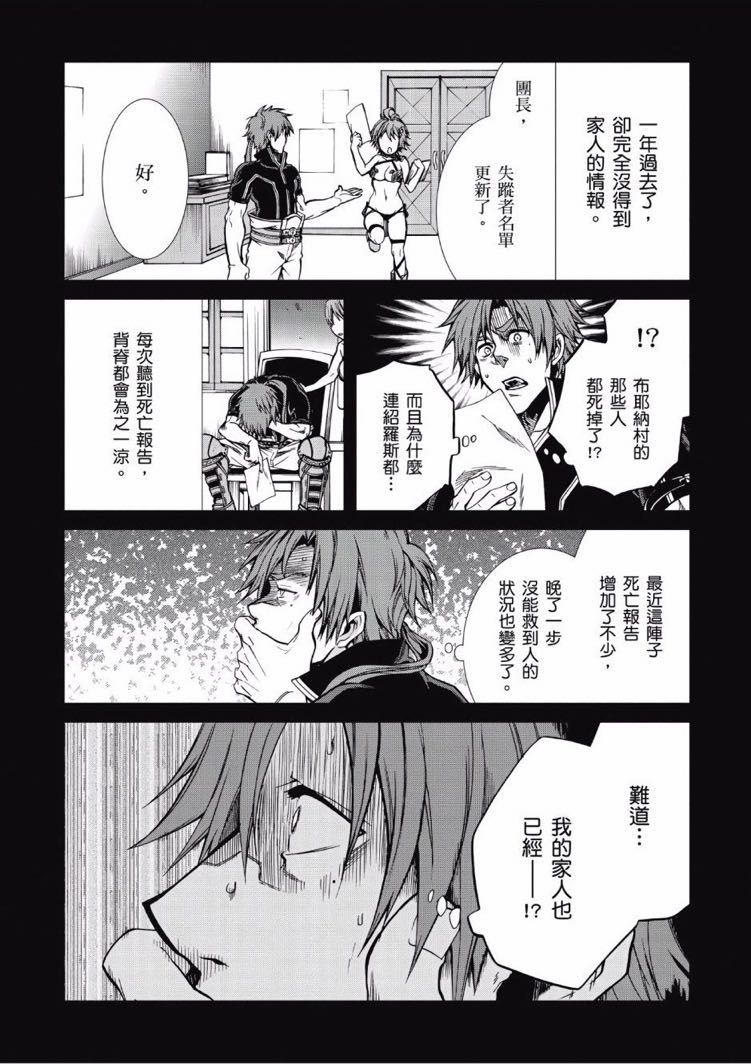 一年過去了，
卻完全沒得到
家人的情報。
團長，
失蹤者名單
更新了。
好。
!?
布耶納村的
那些人
都死掉了!?
而且為什麼
連紹羅斯都…
每次聽到死亡報告，
背脊都會為之一涼。
最近這陣子
死亡報告
增加了不少，
晚了一步
沒能救到人的
狀況也變多了。
難道…
我的家人也
已經——!?